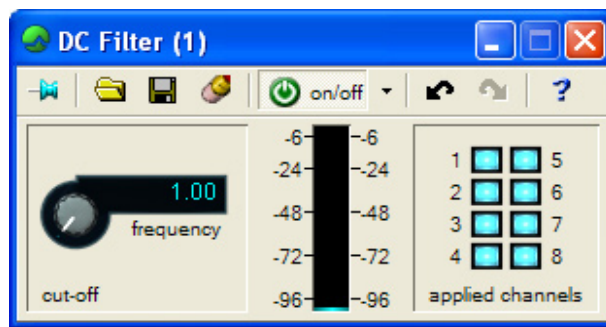 DC Filter (1)
on/off
?
1.00
frequency
cut-off
-6 -6
-24 -24
-48 -48
-72 -72
-96 -96
1 5
2 6
3 7
4 8
applied channels